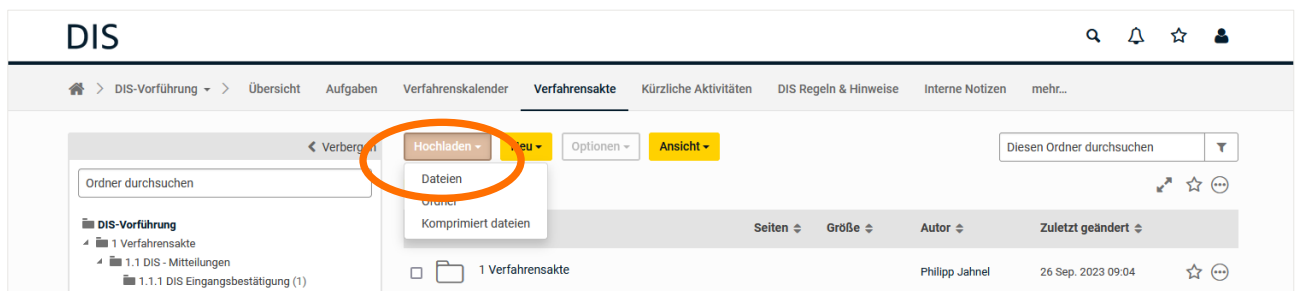 DIS
DIS-Vorführung Übersicht Aufgaben Verfahrenskalender Verfahrensakte Kürzliche Aktivitäten DIS Regeln & Hinweise Interne Notizen mehr...
Verbergen Hochladen Neu Optionen Ansicht Diesen Ordner durchsuchen
Ordner durchsuchen
Dateien
Ordner
Komprimiert dateien
DIS-Vorführung
1 Verfahrensakte
1.1 DIS - Mitteilungen
1.1.1 DIS Eingangsbestätigung (1)
Seiten Größe Autor Zuletzt geändert
1 Verfahrensakte Philipp Jahnel 26 Sep. 2023 09:04